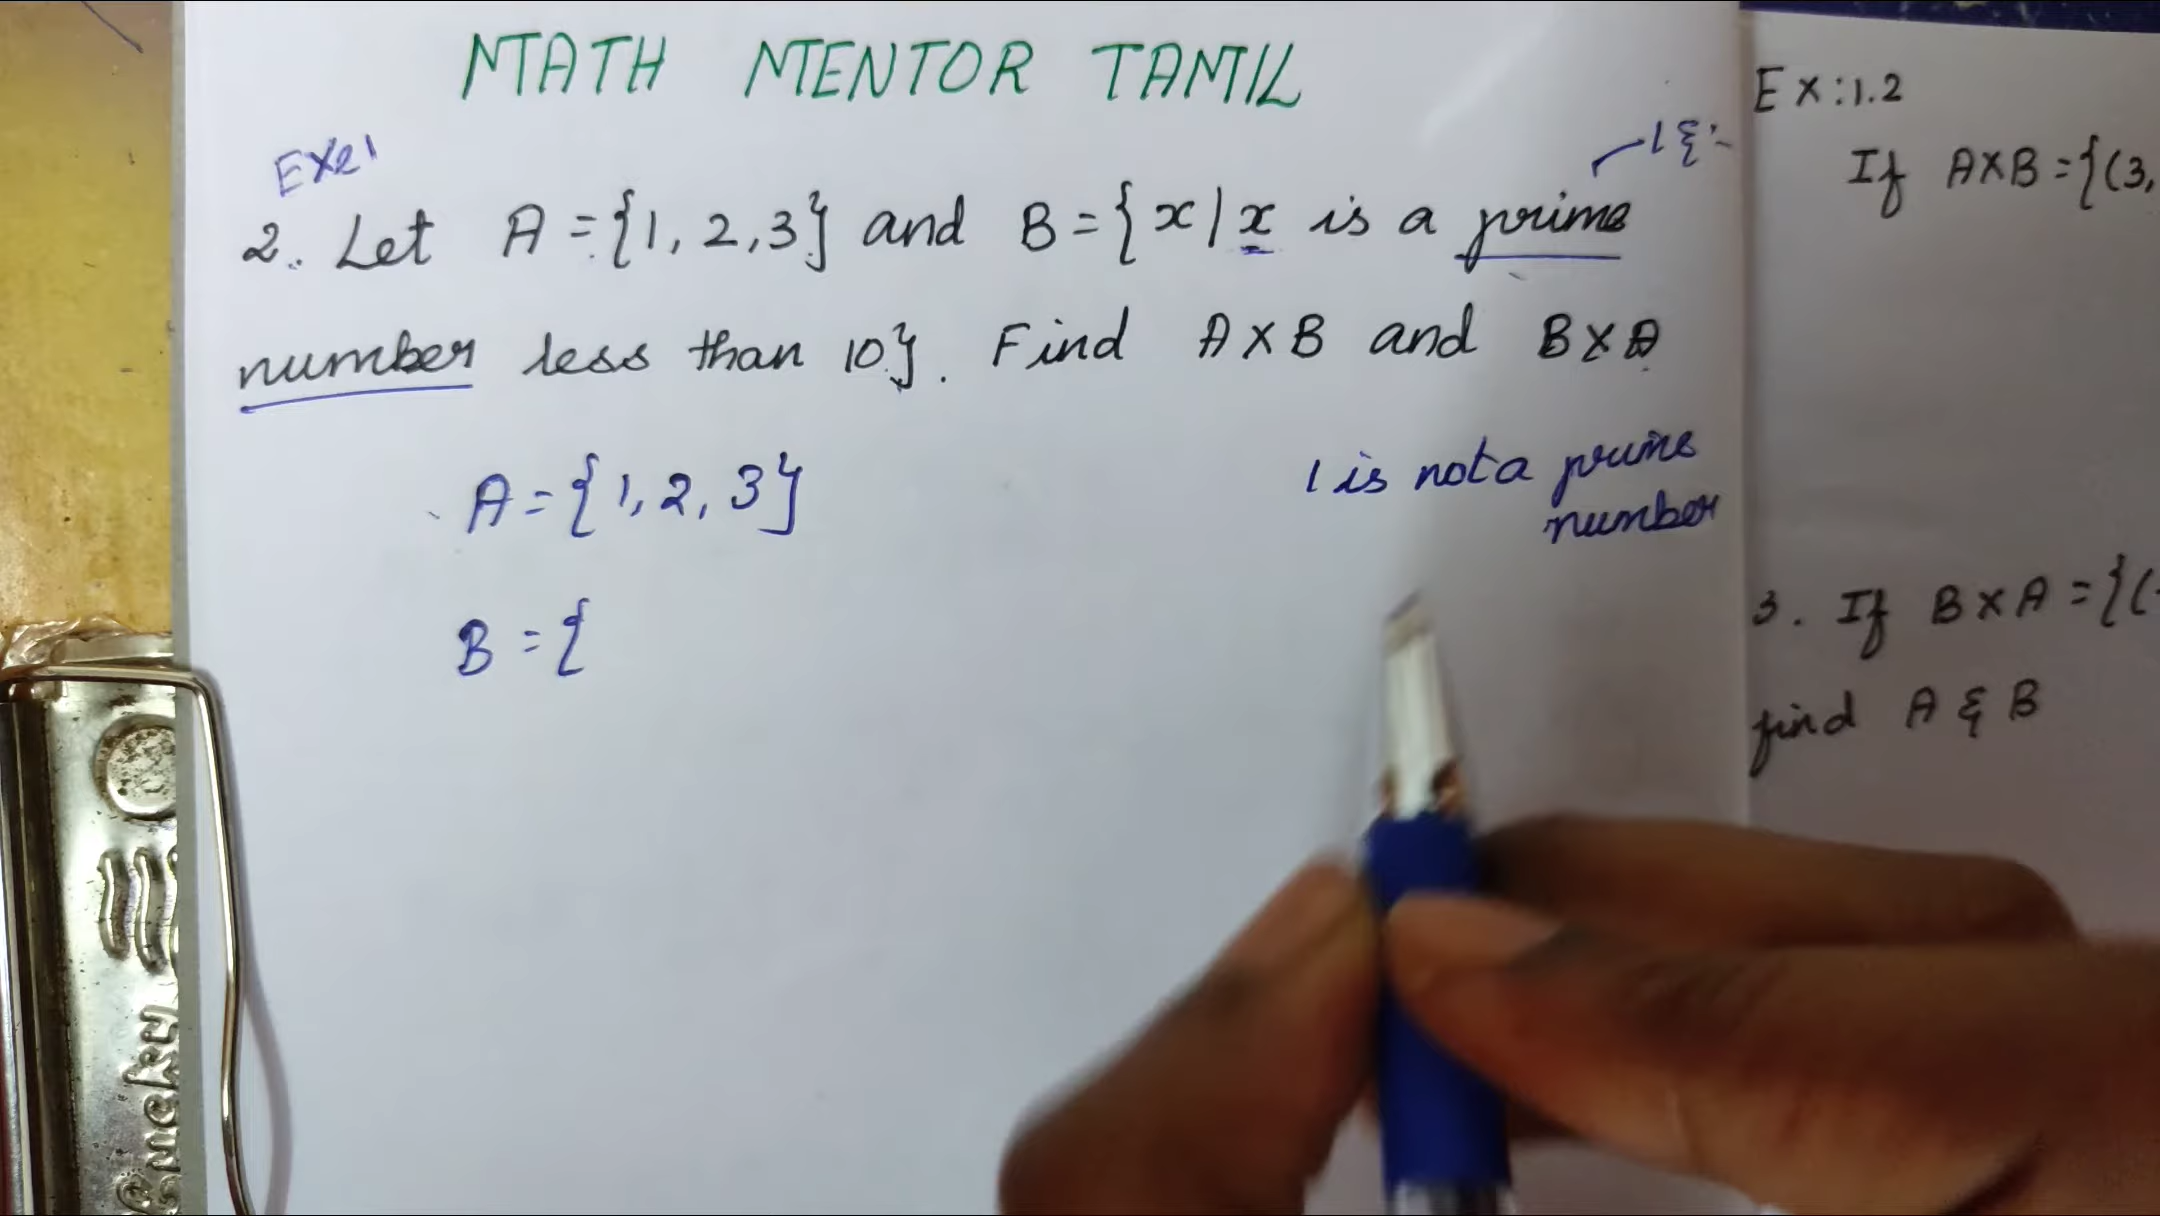 MATH MENTOR TAMIL
2. Let A = {1, 2, 3} and B = {x / x is a prime
number less than 10}. Find A X B and B X A
A = {1, 2, 3}
1 is not a prime
number
B = {
Ex: 1.2
If AXB = {(3,
3. If B X A = {(
find A & B